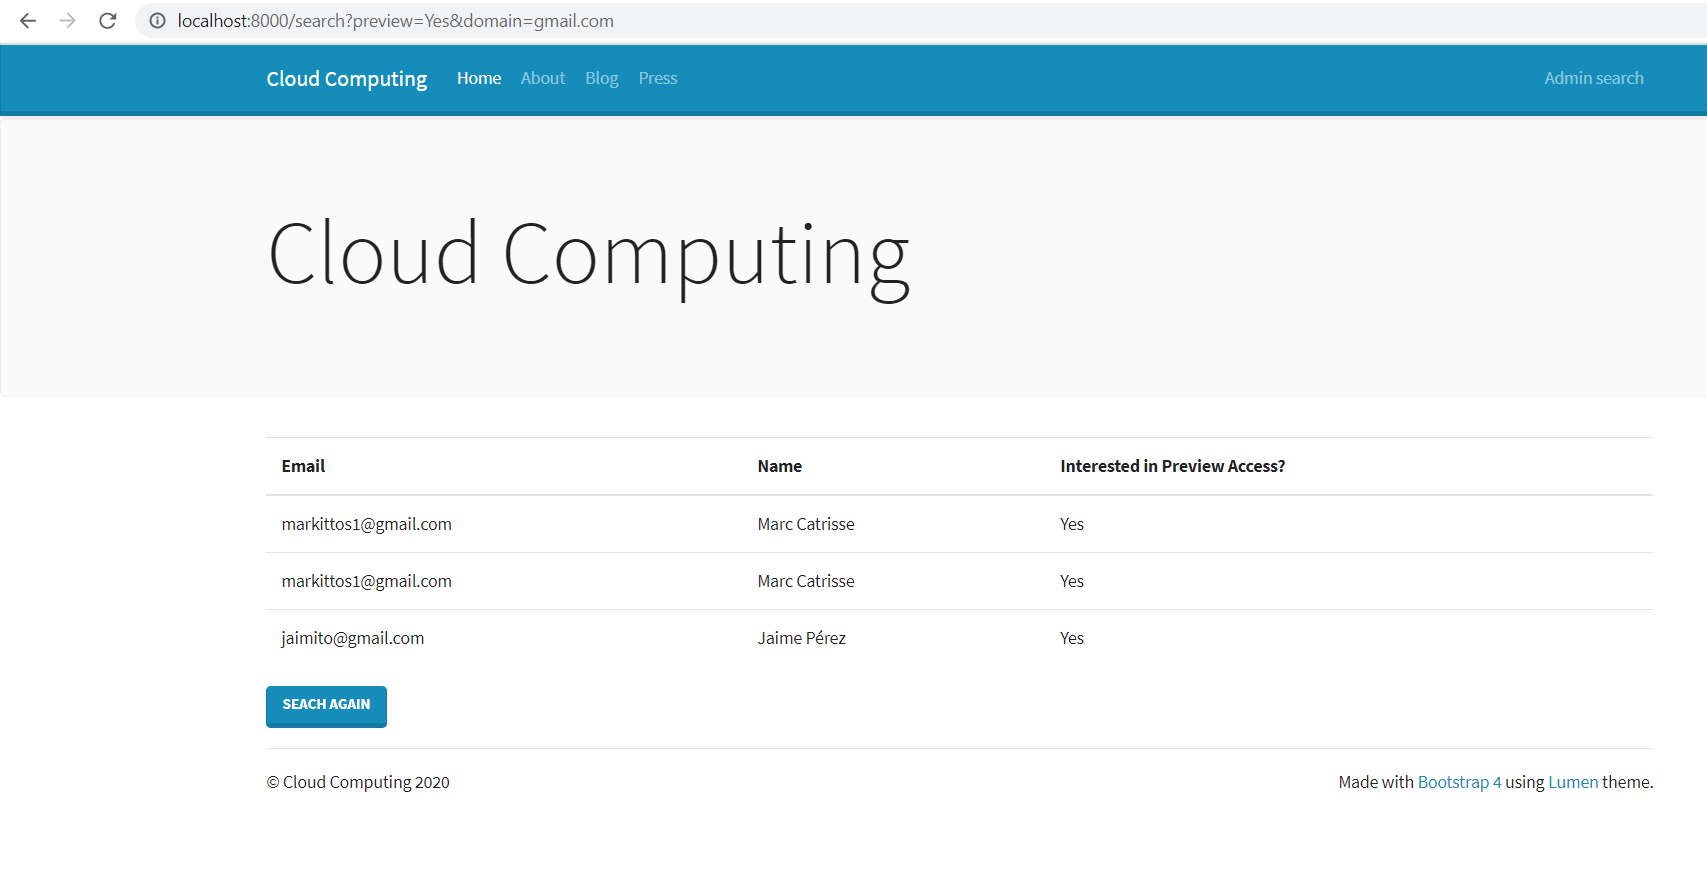 localhost:8000/search?preview=Yes&domain=gmail.com
Cloud Computing Home About Blog Press Admin search
Cloud Computing
Email Name Interested in Preview Access?
markittos1@gmail.com Marc Catrisse Yes
markittos1@gmail.com Marc Catrisse Yes
jaimito@gmail.com Jaime Pérez Yes
SEACH AGAIN
© Cloud Computing 2020 Made with Bootstrap 4 using Lumen theme.